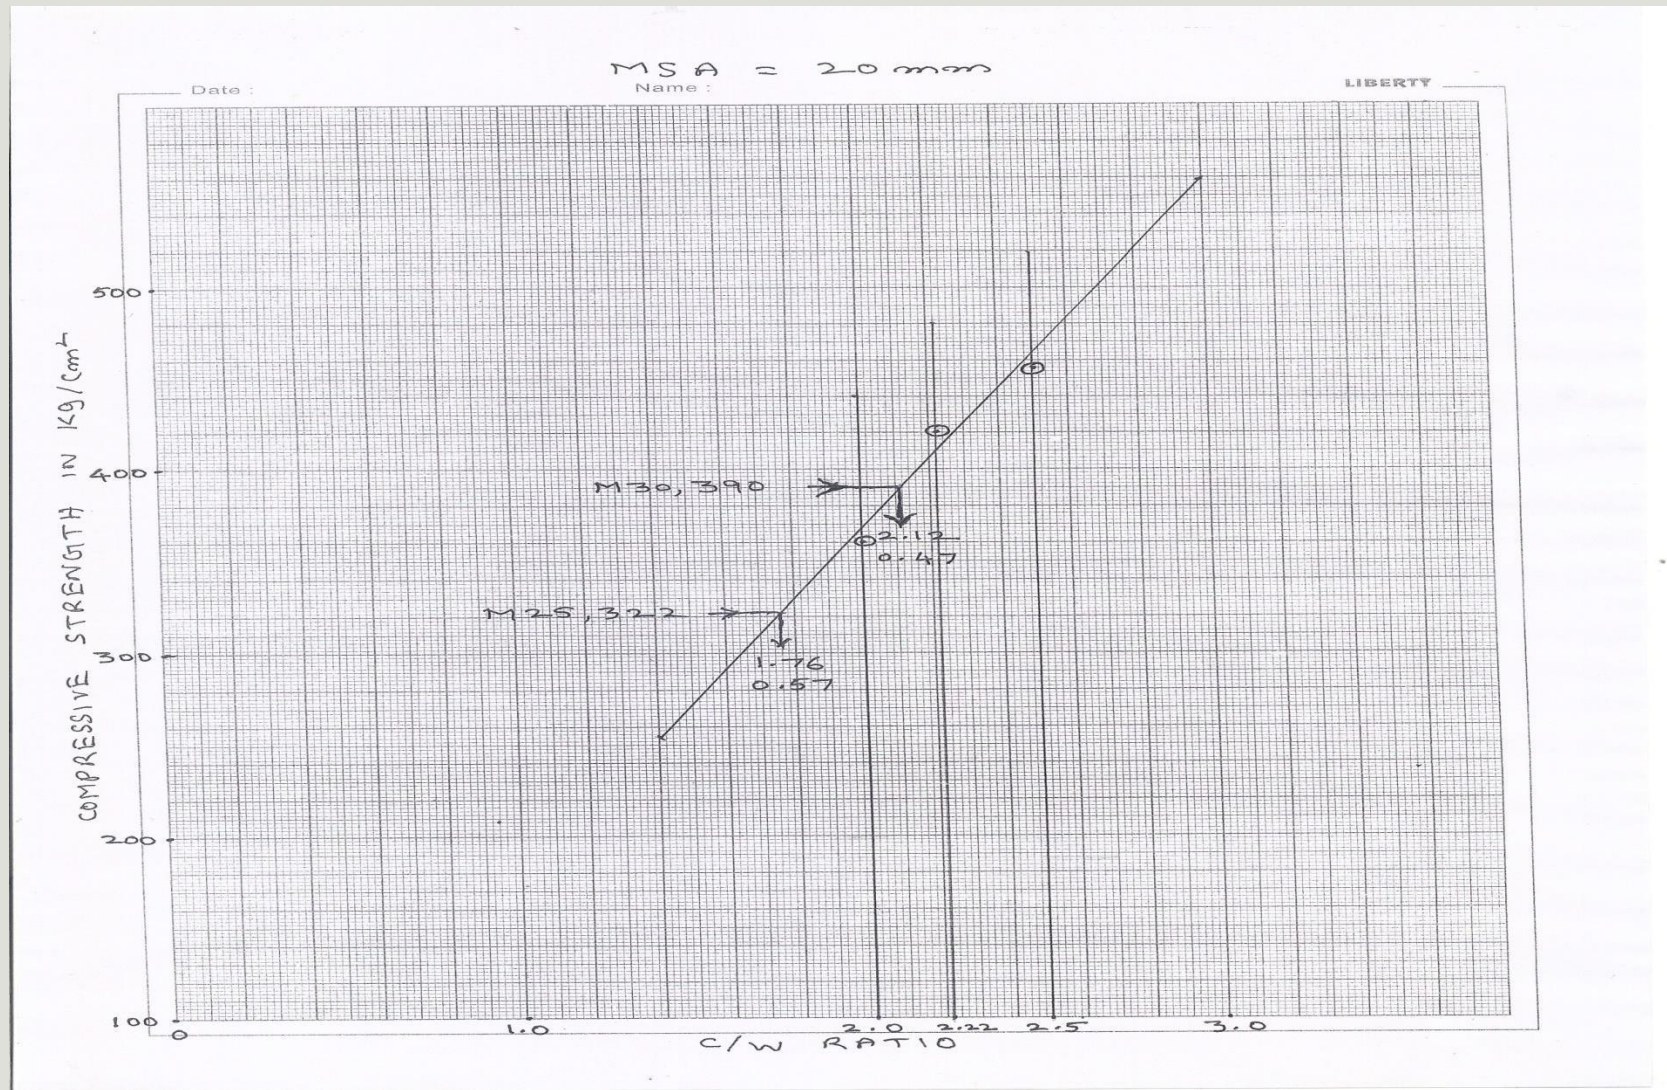 MSA = 20 mm
Date :
Name :
LIBERTY
COMPRESSIVE STRENGTH IN Kg/Cm²
500
400
M30, 390
2.12
0.47
M25, 322
300
1.76
0.57
200
100
0
1.0
2.0
2.22
2.5
3.0
C/W RATIO